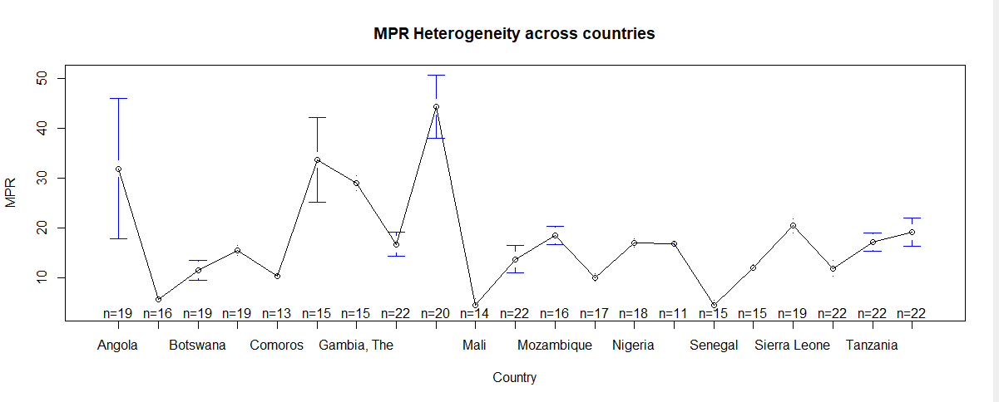 MPR Heterogeneity across countries
50
40
30
20
10
MPR
n=19 n=16 n=19 n=19 n=13 n=15 n=15 n=22 n=20 n=14 n=22 n=16 n=17 n=18 n=11 n=15 n=15 n=19 n=22 n=22 n=22
Angola Botswana Comoros Gambia, The Mali Mozambique Nigeria Senegal Sierra Leone Tanzania
Country